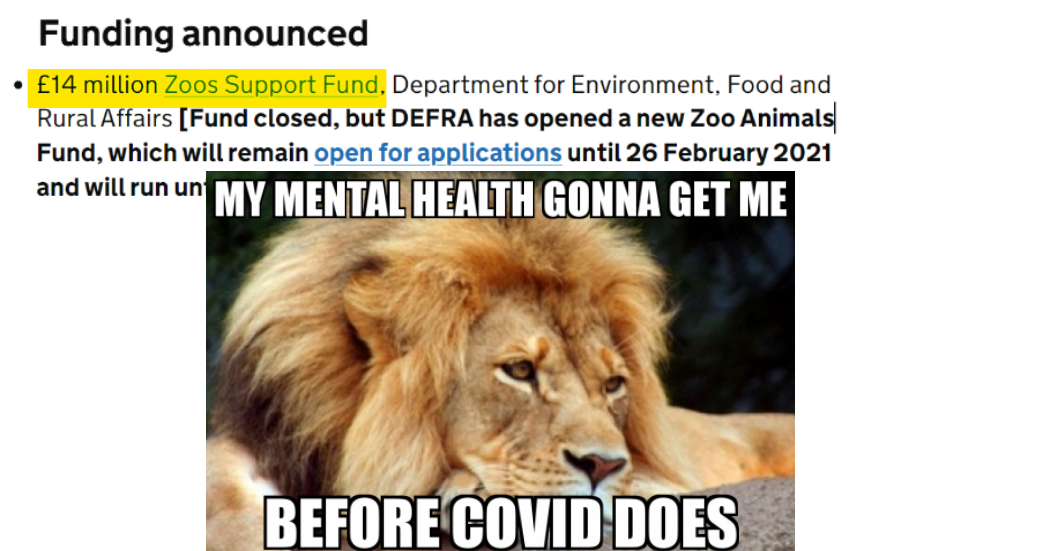 Funding announced
• £14 million Zoos Support Fund, Department for Environment, Food and
Rural Affairs [Fund closed, but DEFRA has opened a new Zoo Animals
Fund, which will remain open for applications until 26 February 2021
and will run
MY MENTAL HEALTH GONNA GET ME
BEFORE COVID DOES